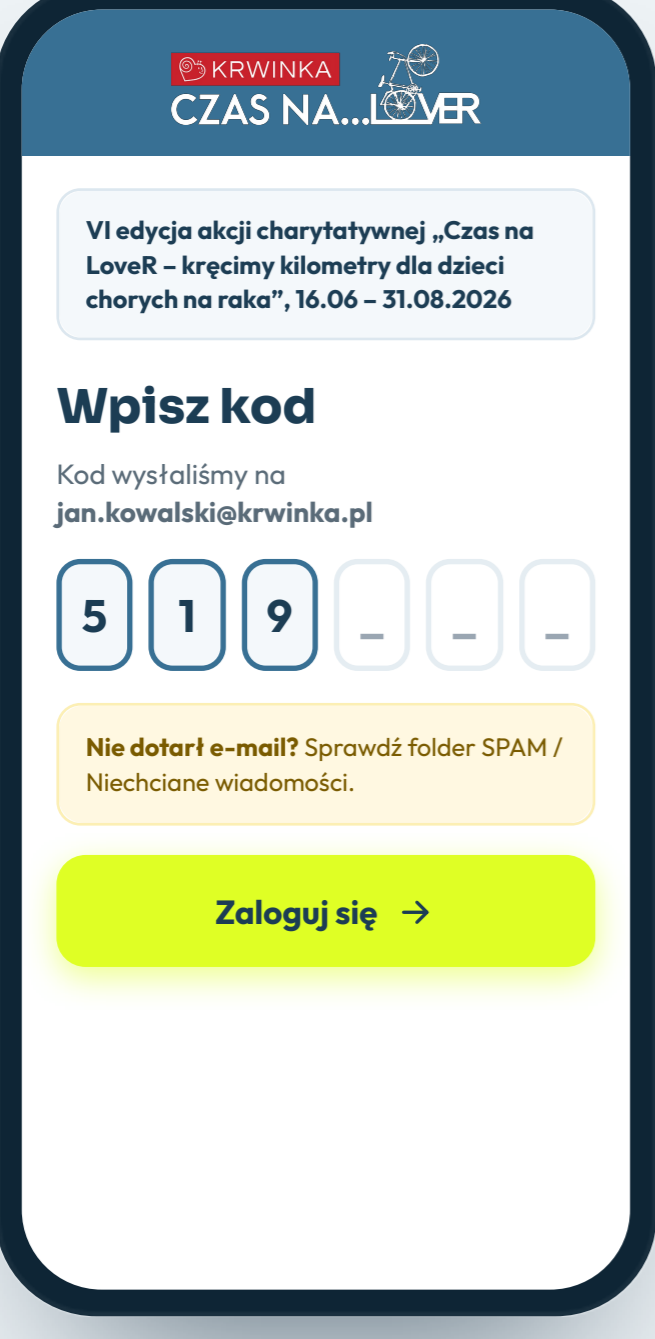 KRWINKA
CZAS NA...LOVER
VI edycja akcji charytatywnej „Czas na
LoveR – kręcimy kilometry dla dzieci
chorych na raka”, 16.06 – 31.08.2026
Wpisz kod
Kod wysłaliśmy na
jan.kowalski@krwinka.pl
5 1 9 _ _ _
Nie dotarł e-mail? Sprawdź folder SPAM /
Niechciane wiadomości.
Zaloguj się →